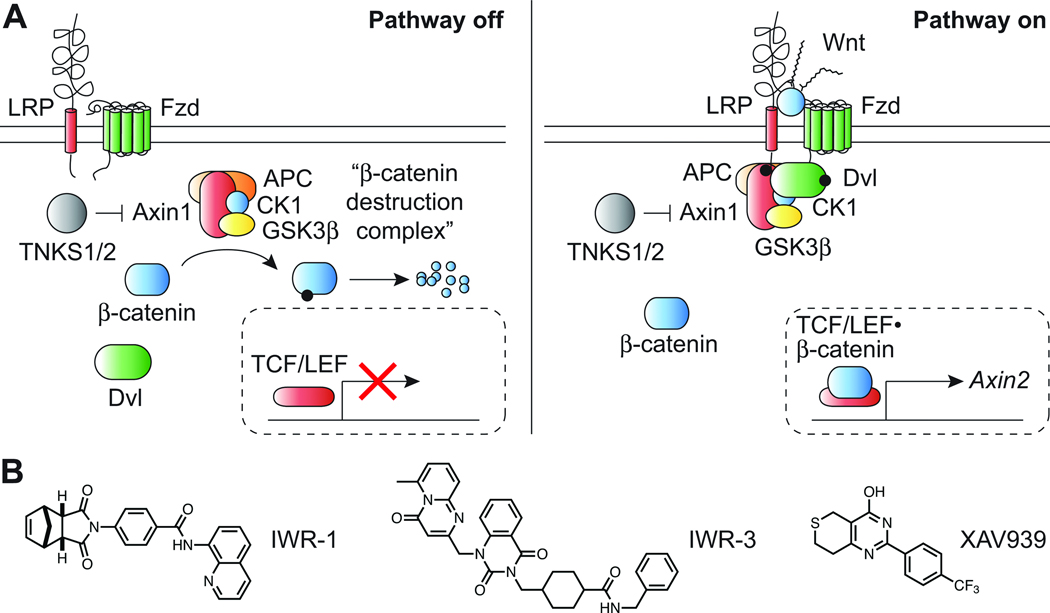 A
Pathway off
LRP
Fzd
TNKS1/2
Axin1
APC
CK1
GSK3β
“β-catenin
destruction
complex”
β-catenin
Dvl
TCF/LEF
Pathway on
Wnt
LRP
Fzd
APC
Dvl
CK1
TNKS1/2
Axin1
GSK3β
β-catenin
TCF/LEF•
β-catenin
Axin2
B
H
O
N
H
O
O
HN
N
IWR-1
N
O
N
N
O
O
N
O
HN
IWR-3
OH
S
N
N
CF3
XAV939